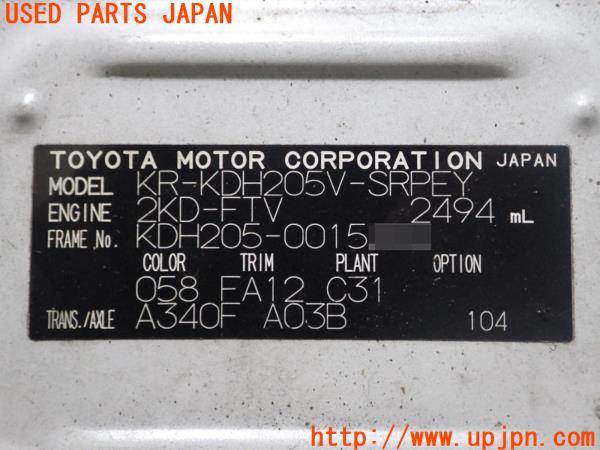 USED PARTS JAPAN
TOYOTA MOTOR CORPORATION JAPAN
MODEL KR-KDH205V-SRPEY
ENGINE 2KD-FTV 2494 mL
FRAME No. KDH205-0015
COLOR TRIM PLANT OPTION
058 FA12 C31
TRANS./AXLE A340F A03B 104
http://www.upjpn.com/